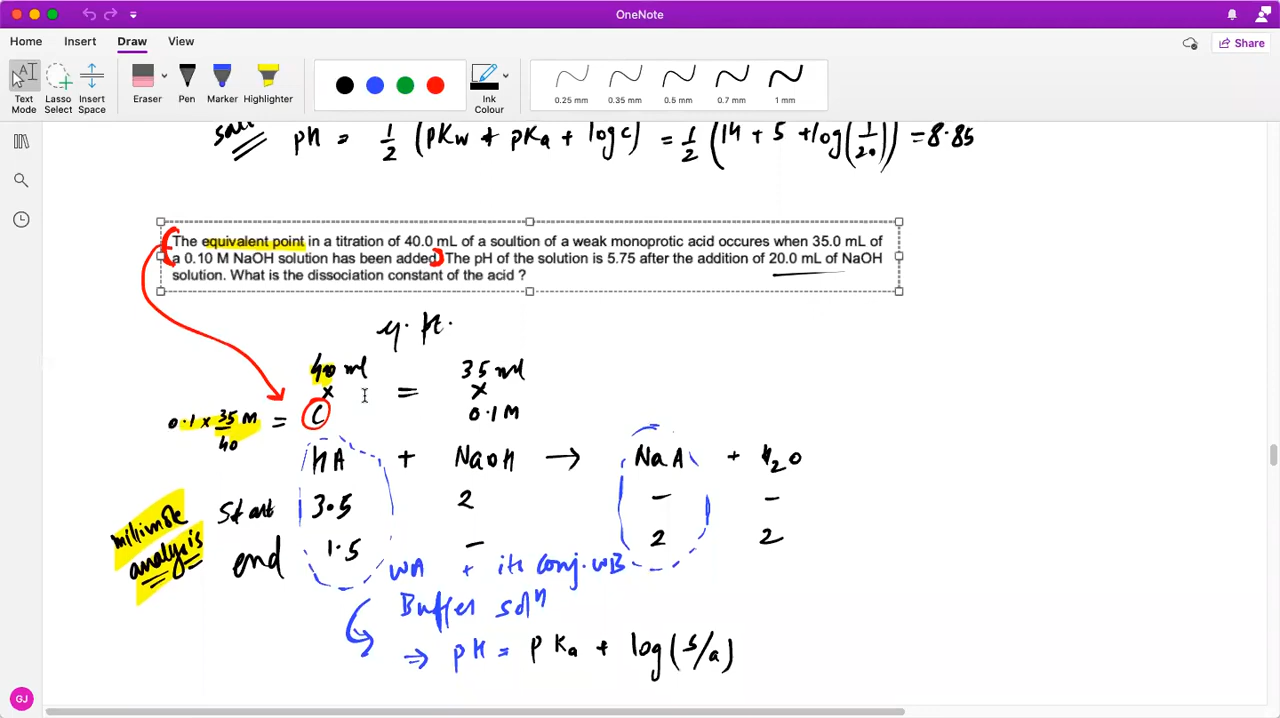 OneNote
Home Insert Draw View
Share
Text Mode
Lasso Select
Insert Space
Eraser
Pen
Marker
Highlighter
Ink Colour
0.25 mm 0.35 mm 0.5 mm 0.7 mm 1 mm
salt pH = 1/2 (pKw + pKa + log c) = 1/2 (14 + 5 + log(1/20)) = 8.85
The equivalent point in a titration of 40.0 mL of a soultion of a weak monoprotic acid occures when 35.0 mL of
a 0.10 M NaOH solution has been added. The pH of the solution is 5.75 after the addition of 20.0 mL of NaOH
solution. What is the dissociation constant of the acid ?
pt.
40 ml 35 ml
x = x
0.1 x 35/40 M = C 0.1 M
HA + NaOH → NaA + H2O
Start 3.5 2 - -
end 1.5 - 2 2
milimole
analysis
WA + its conj. WB
Buffer solⁿ
⇒ pH = pKa + log(s/a)
GJ